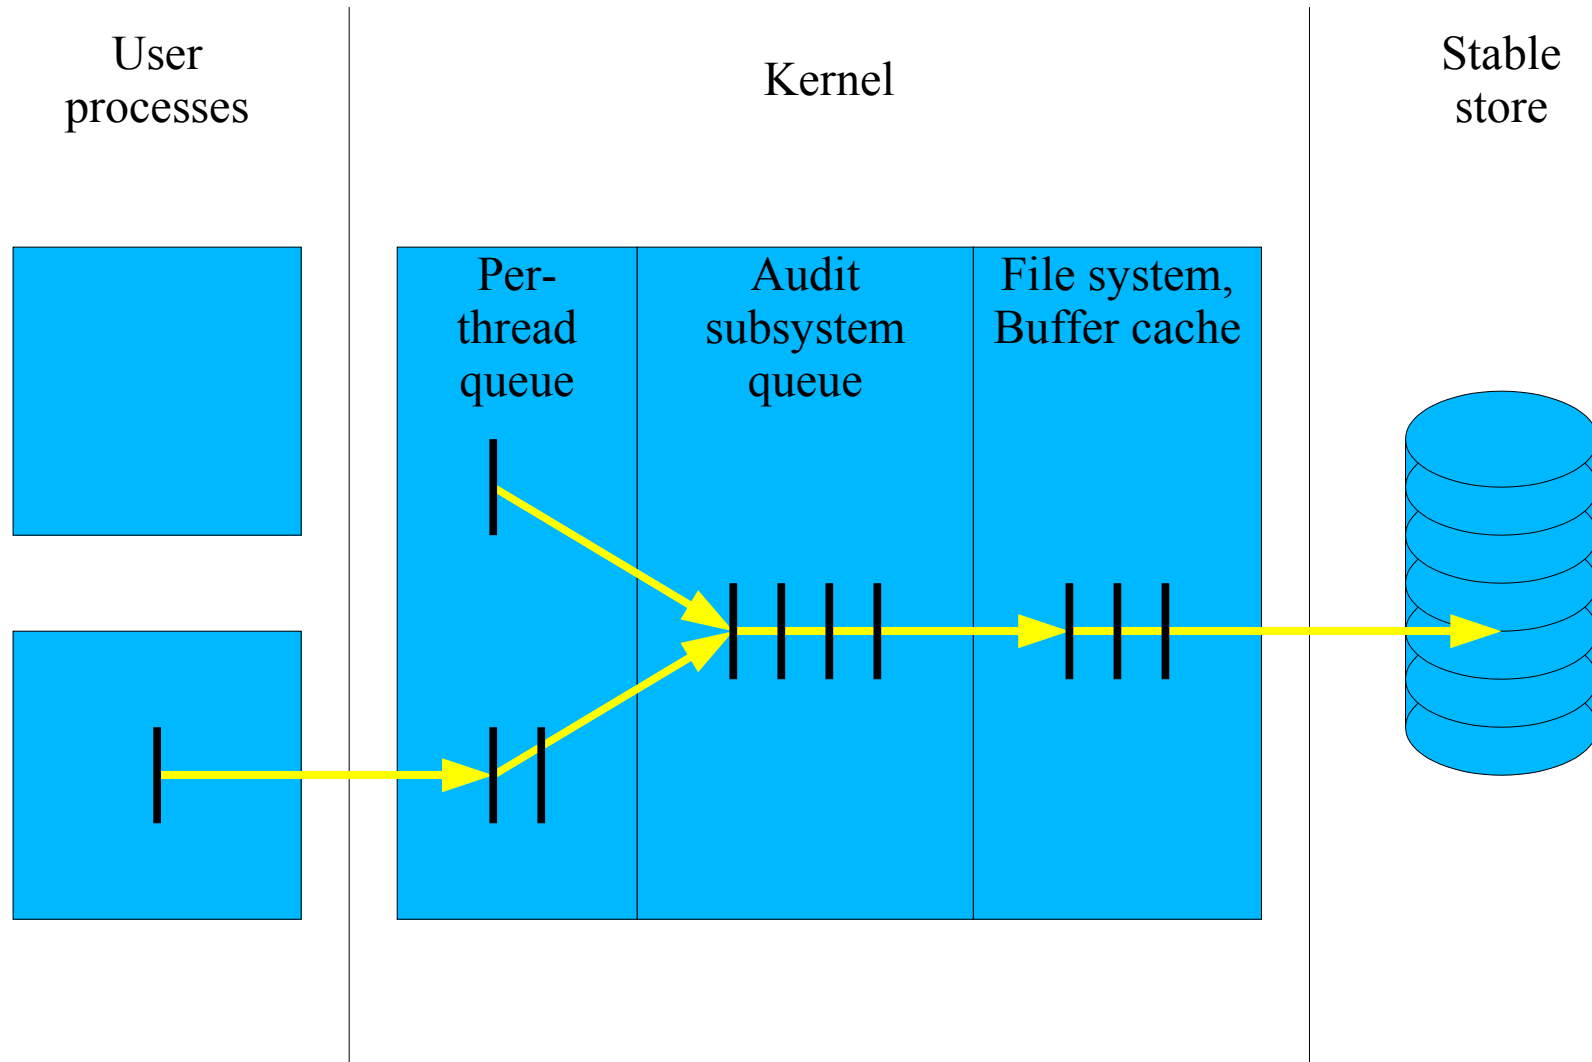 User
processes
Kernel
Stable
store
Per-
thread
queue
Audit
subsystem
queue
File system,
Buffer cache